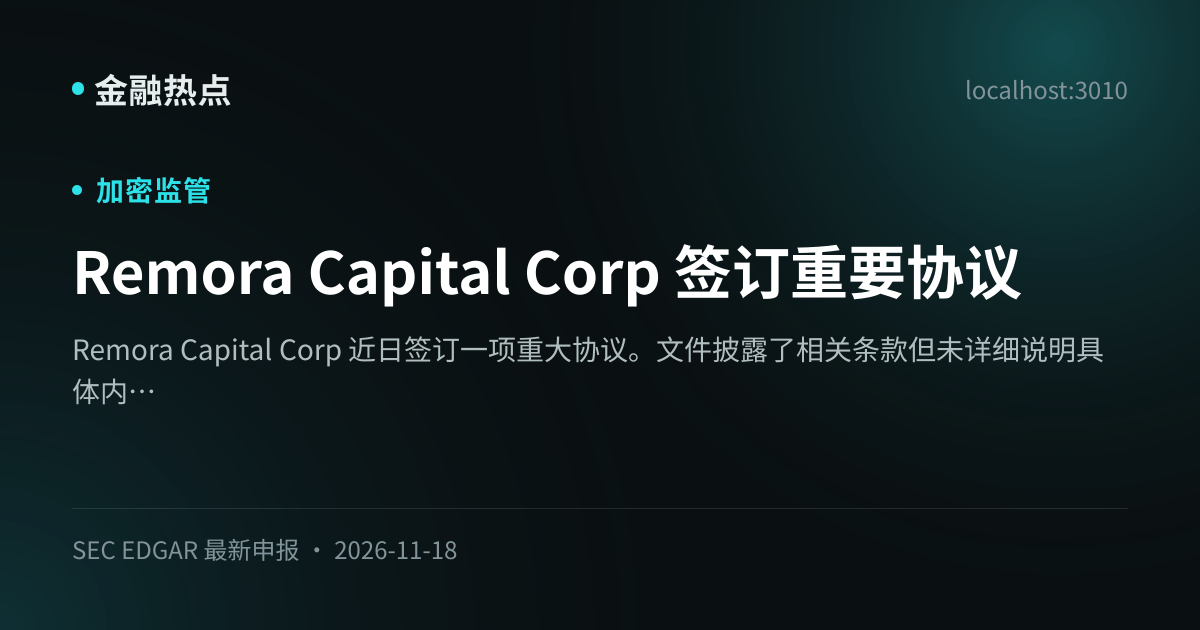 金融热点
localhost:3010
加密监管
Remora Capital Corp 签订重要协议
Remora Capital Corp 近日签订一项重大协议。文件披露了相关条款但未详细说明具
体内…
SEC EDGAR 最新申报 · 2026-11-18